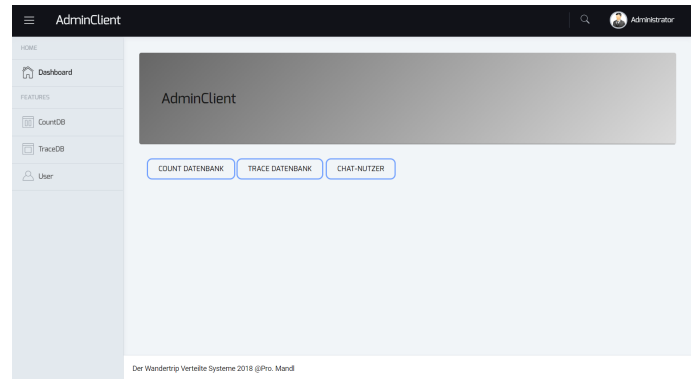 AdminClient
Administrator
HOME
Dashboard
FEATURES
CountDB
TraceDB
User
AdminClient
COUNT DATENBANK
TRACE DATENBANK
CHAT-NUTZER
Der Wandertrip Verteilte Systeme 2018 @Pro. Mandl